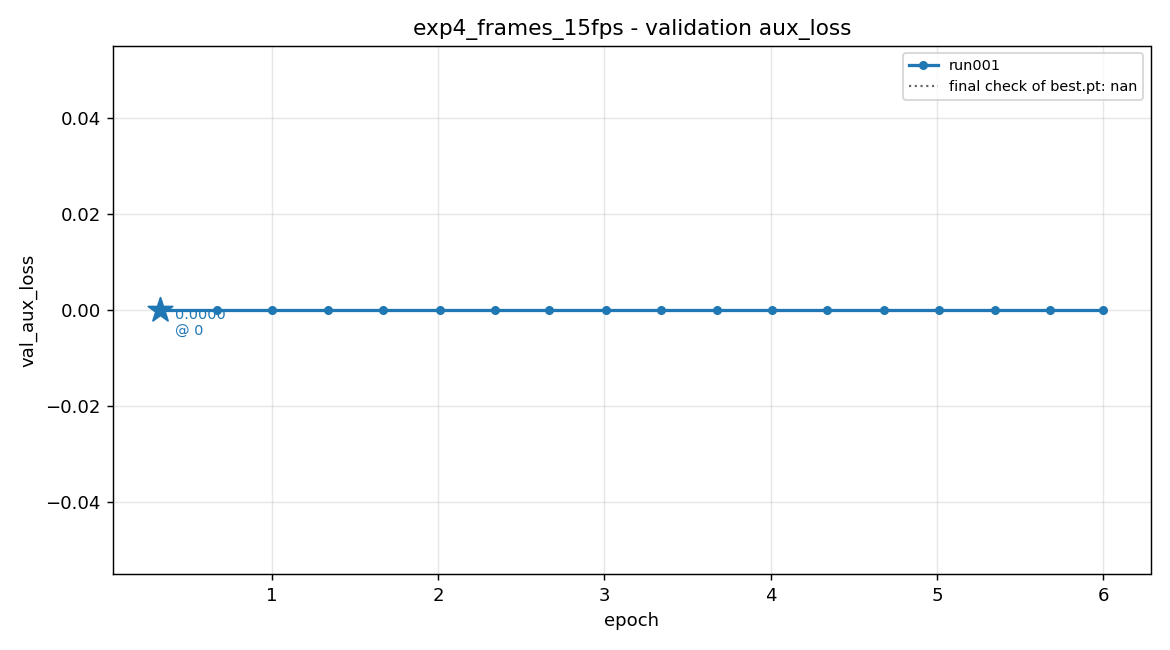 exp4_frames_15fps - validation aux_loss
run001
final check of best.pt: nan
val_aux_loss
0.04
0.02
0.00
−0.02
−0.04
0.0000
@ 0
1 2 3 4 5 6
epoch